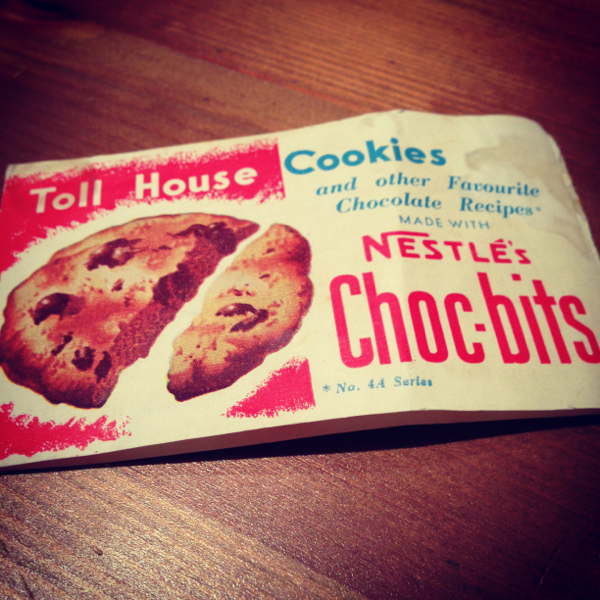 Toll House Cookies
and other Favourite
Chocolate Recipes*
MADE WITH
NESTLÉ'S
Choc-bits
* No. 4A Series